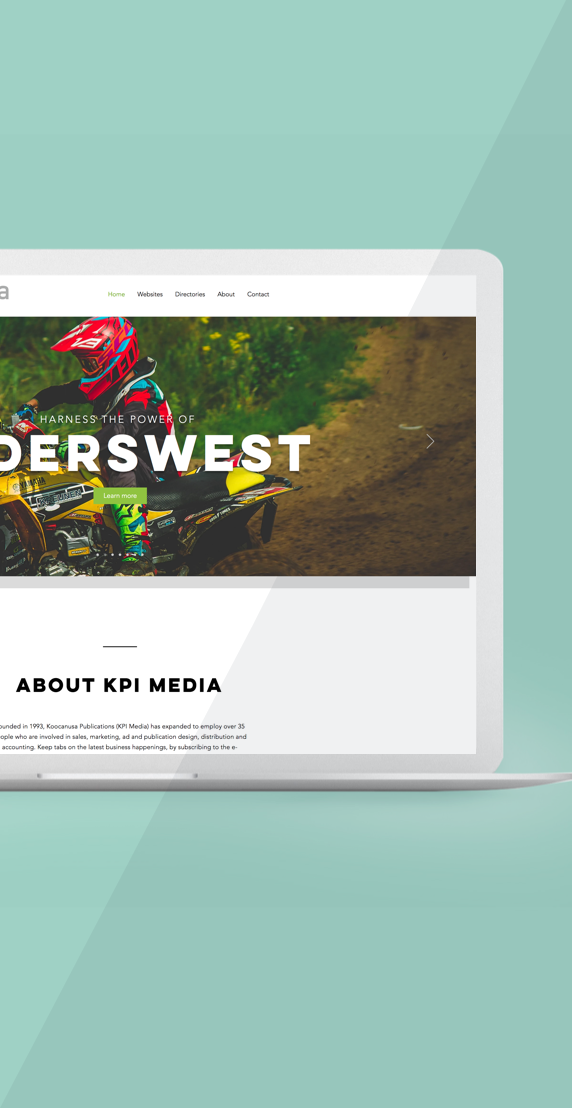 a
Home Websites Directories About Contact
HARNESS THE POWER OF
DERSWEST
YAMAHA
Learn more
ABOUT KPI MEDIA
ounded in 1993, Koocanusa Publications (KPI Media) has expanded to employ over 35
ople who are involved in sales, marketing, ad and publication design, distribution and
accounting. Keep tabs on the latest business happenings, by subscribing to the e-